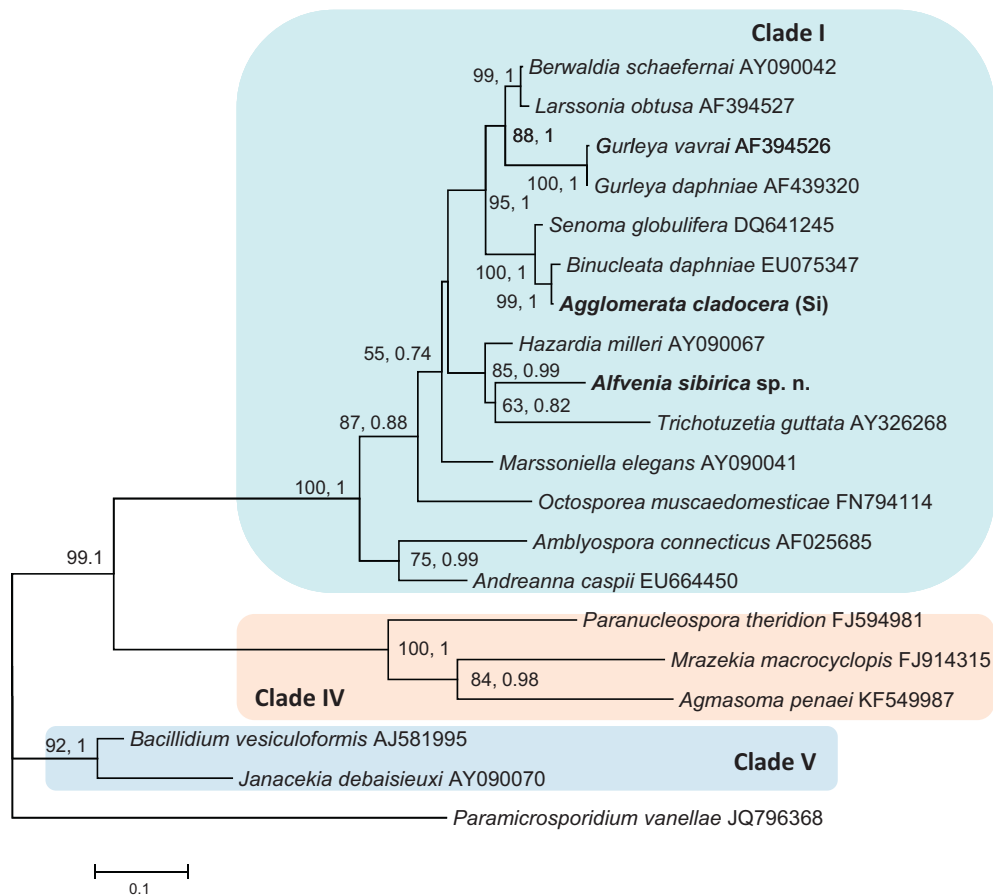 Clade I
99, 1
Berwaldia schaefernai AY090042
Larssonia obtusa AF394527
88, 1
Gurleya vavrai AF394526
100, 1
Gurleya daphniae AF439320
95, 1
Senoma globulifera DQ641245
100, 1
Binucleata daphniae EU075347
99, 1
Agglomerata cladocera (Si)
Hazardia milleri AY090067
55, 0.74
85, 0.99
Alfvenia sibirica sp. n.
63, 0.82
Trichotuzetia guttata AY326268
87, 0.88
Marssoniella elegans AY090041
100, 1
Octosporea muscaedomesticae FN794114
Amblyospora connecticus AF025685
75, 0.99
Andreanna caspii EU664450
99.1
Paranucleospora theridion FJ594981
100, 1
Mrazekia macrocyclopis FJ914315
84, 0.98
Agmasoma penaei KF549987
Clade IV
92, 1
Bacillidium vesiculoformis AJ581995
Clade V
Janacekia debaisieuxi AY090070
Paramicrosporidium vanellae JQ796368
0.1